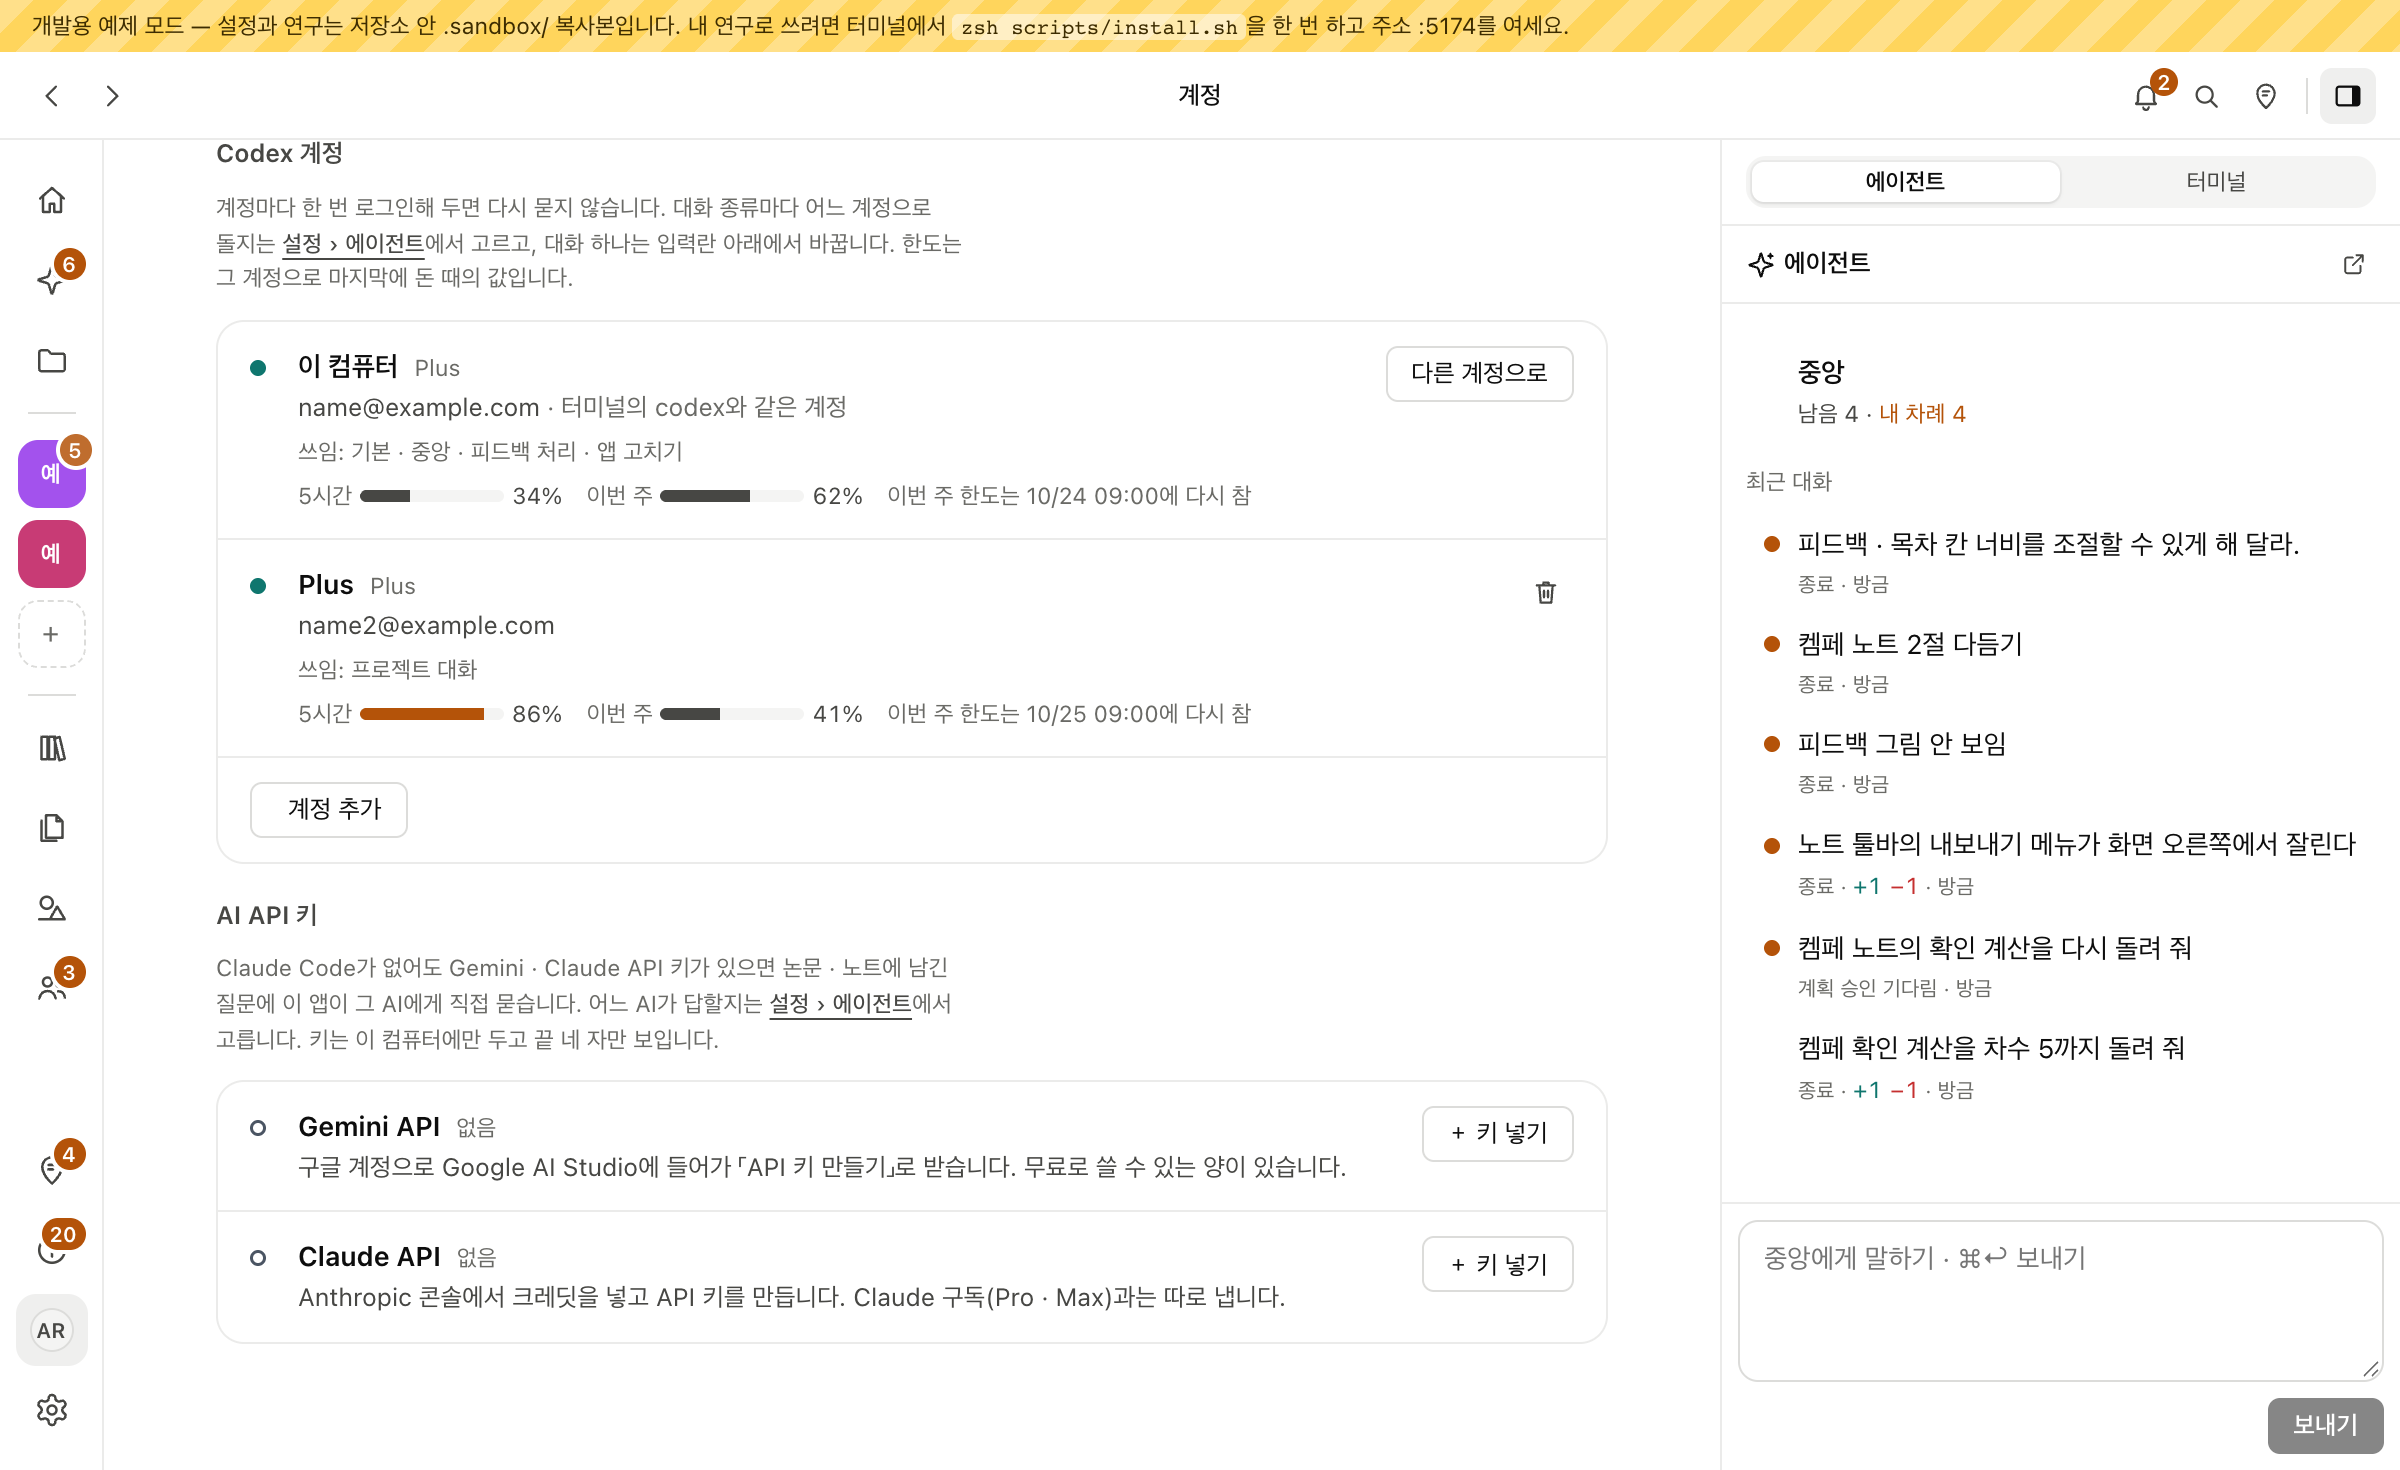 개발용 예제 모드 — 설정과 연구는 저장소 안 .sandbox/ 복사본입니다. 내 연구로 쓰려면 터미널에서 zsh scripts/install.sh을 한 번 하고 주소 :5174를 여세요.
계정
2
Codex 계정
계정마다 한 번 로그인해 두면 다시 묻지 않습니다. 대화 종류마다 어느 계정으로
돌지는 설정 › 에이전트에서 고르고, 대화 하나는 입력란 아래에서 바꿉니다. 한도는
그 계정으로 마지막에 돈 때의 값입니다.
이 컴퓨터 Plus
다른 계정으로
name@example.com · 터미널의 codex와 같은 계정
쓰임: 기본 · 중앙 · 피드백 처리 · 앱 고치기
5시간 34% 이번 주 62% 이번 주 한도는 10/24 09:00에 다시 참
Plus Plus
name2@example.com
쓰임: 프로젝트 대화
5시간 86% 이번 주 41% 이번 주 한도는 10/25 09:00에 다시 참
계정 추가
AI API 키
Claude Code가 없어도 Gemini · Claude API 키가 있으면 논문 · 노트에 남긴
질문에 이 앱이 그 AI에게 직접 묻습니다. 어느 AI가 답할지는 설정 › 에이전트에서
고릅니다. 키는 이 컴퓨터에만 두고 끝 네 자만 보입니다.
Gemini API 없음
+ 키 넣기
구글 계정으로 Google AI Studio에 들어가 「API 키 만들기」로 받습니다. 무료로 쓸 수 있는 양이 있습니다.
Claude API 없음
+ 키 넣기
Anthropic 콘솔에서 크레딧을 넣고 API 키를 만듭니다. Claude 구독(Pro · Max)과는 따로 냅니다.
6
예 5
예
+
3
4
20
AR
에이전트
터미널
에이전트
중앙
남음 4 · 내 차례 4
최근 대화
피드백 · 목차 칸 너비를 조절할 수 있게 해 달라.
종료 · 방금
켐페 노트 2절 다듬기
종료 · 방금
피드백 그림 안 보임
종료 · 방금
노트 툴바의 내보내기 메뉴가 화면 오른쪽에서 잘린다
종료 · +1 −1 · 방금
켐페 노트의 확인 계산을 다시 돌려 줘
계획 승인 기다림 · 방금
켐페 확인 계산을 차수 5까지 돌려 줘
종료 · +1 −1 · 방금
중앙에게 말하기 · ⌘↩ 보내기
보내기